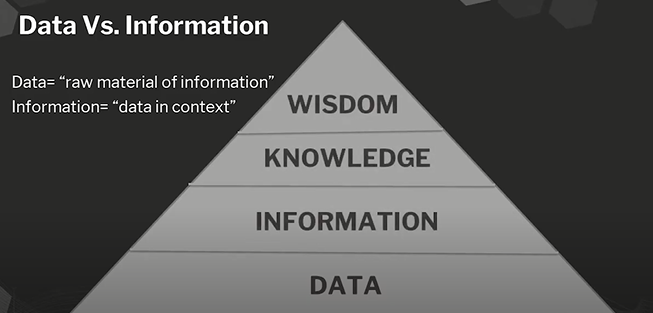 Data Vs. Information
Data= “raw material of information”
Information= “data in context”
WISDOM
KNOWLEDGE
INFORMATION
DATA